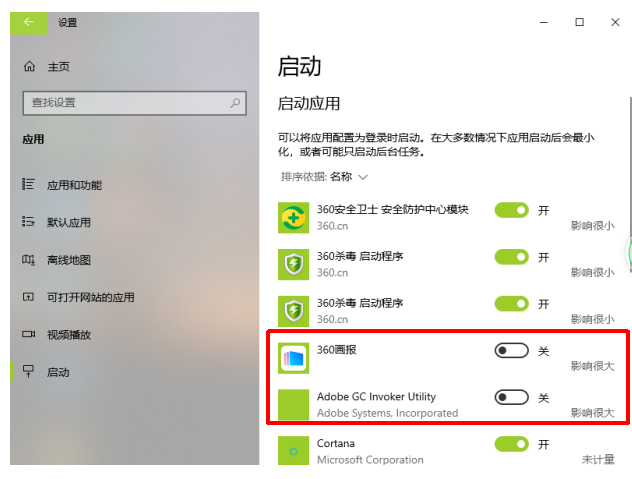 设置
主页
查找设置
应用
应用和功能
默认应用
离线地图
可打开网站的应用
视频播放
启动
启动
启动应用
可以将应用配置为登录时启动。在大多数情况下应用启动后会最小
化，或者可能只启动后台任务。
排序依据: 名称
360安全卫士 安全防护中心模块
开
360.cn
影响很小
360杀毒 启动程序
开
360.cn
影响很小
360杀毒 启动程序
开
360.cn
影响很小
360画报
关
影响很大
Adobe GC Invoker Utility
关
Adobe Systems, Incorporated
影响很大
Cortana
开
Microsoft Corporation
未计量